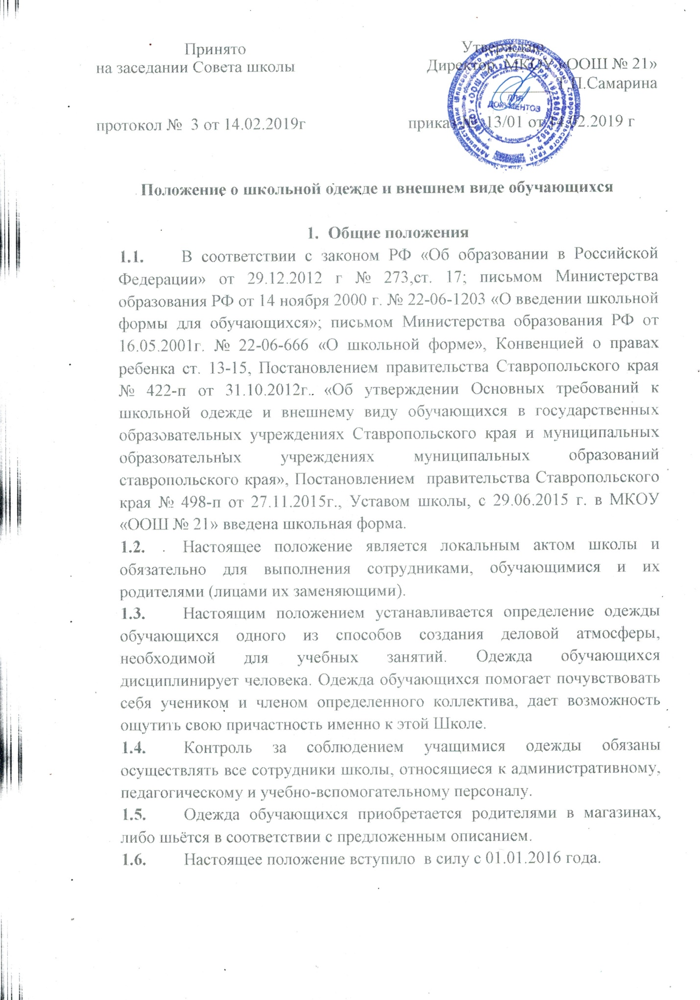 Принято
на заседании Совета школы
протокол № 3 от 14.02.2019г
Утверждаю
Директор МКОУ «ООШ № 21»
Самарина
приказ № 13/01 от 02.2019 г
ДЛЯ
ДОКУМЕНТОВ
Положение о школьной одежде и внешнем виде обучающихся
1. Общие положения
1.1. В соответствии с законом РФ «Об образовании в Российской
Федерации» от 29.12.2012 г № 273,ст. 17; письмом Министерства
образования РФ от 14 ноября 2000 г. № 22-06-1203 «О введении школьной
формы для обучающихся»; письмом Министерства образования РФ от
16.05.2001г. № 22-06-666 «О школьной форме», Конвенцией о правах
ребенка ст. 13-15, Постановлением правительства Ставропольского края
№ 422-п от 31.10.2012г.. «Об утверждении Основных требований к
школьной одежде и внешнему виду обучающихся в государственных
образовательных учреждениях Ставропольского края и муниципальных
образовательных учреждениях муниципальных образований
ставропольского края», Постановлением правительства Ставропольского
края № 498-п от 27.11.2015г., Уставом школы, с 29.06.2015 г. в МКОУ
«ООШ № 21» введена школьная форма.
1.2. Настоящее положение является локальным актом школы и
обязательно для выполнения сотрудниками, обучающимися и их
родителями (лицами их заменяющими).
1.3. Настоящим положением устанавливается определение одежды
обучающихся одного из способов создания деловой атмосферы,
необходимой для учебных занятий. Одежда обучающихся
дисциплинирует человека. Одежда обучающихся помогает почувствовать
себя учеником и членом определенного коллектива, дает возможность
ощутить свою причастность именно к этой Школе.
1.4. Контроль за соблюдением учащимися одежды обязаны
осуществлять все сотрудники школы, относящиеся к административному,
педагогическому и учебно-вспомогательному персоналу.
1.5. Одежда обучающихся приобретается родителями в магазинах,
либо шьётся в соответствии с предложенным описанием.
1.6. Настоящее положение вступило в силу с 01.01.2016 года.